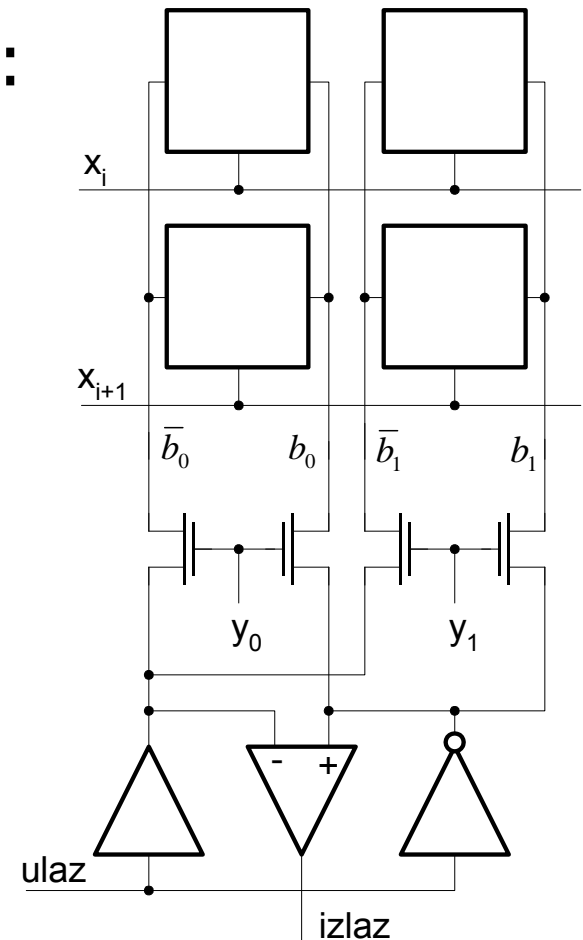 :
x_i
x_{i+1}
b̄_0 b_0 b̄_1 b_1
y_0 y_1
- +
ulaz
izlaz